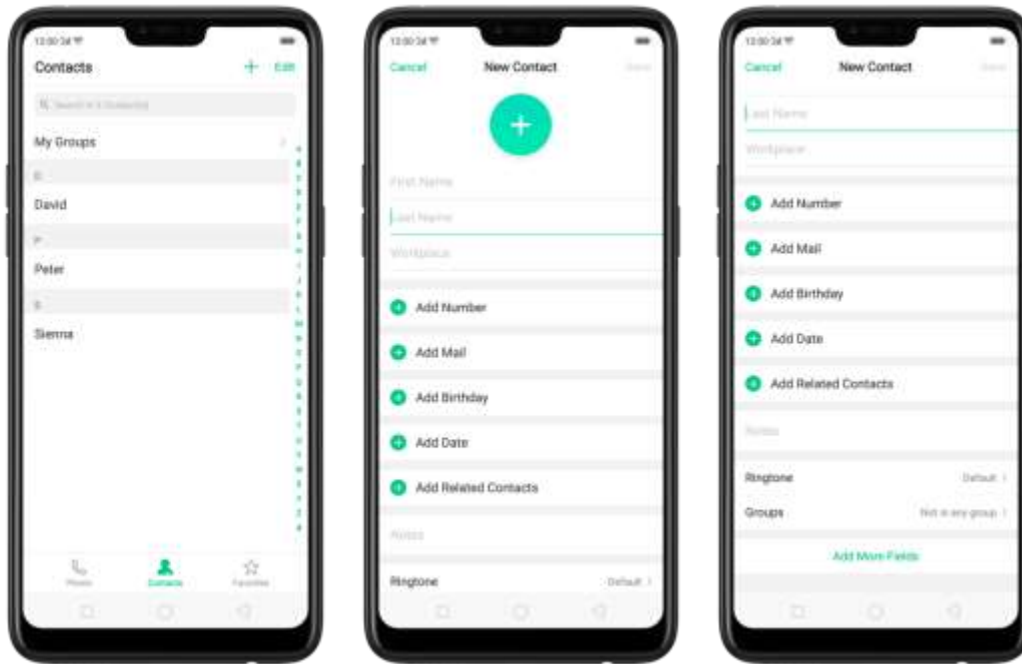 Contacts
Edit
My Groups
David
P
Peter
S
Sienna
Contacts
Favorites
Cancel
New Contact
First Name
Last Name
Workplace
Add Number
Add Mail
Add Birthday
Add Date
Add Related Contacts
Notes
Ringtone
Default
Cancel
New Contact
Last Name
Workplace
Add Number
Add Mail
Add Birthday
Add Date
Add Related Contacts
Notes
Ringtone
Default
Groups
Not in any group
Add More Fields